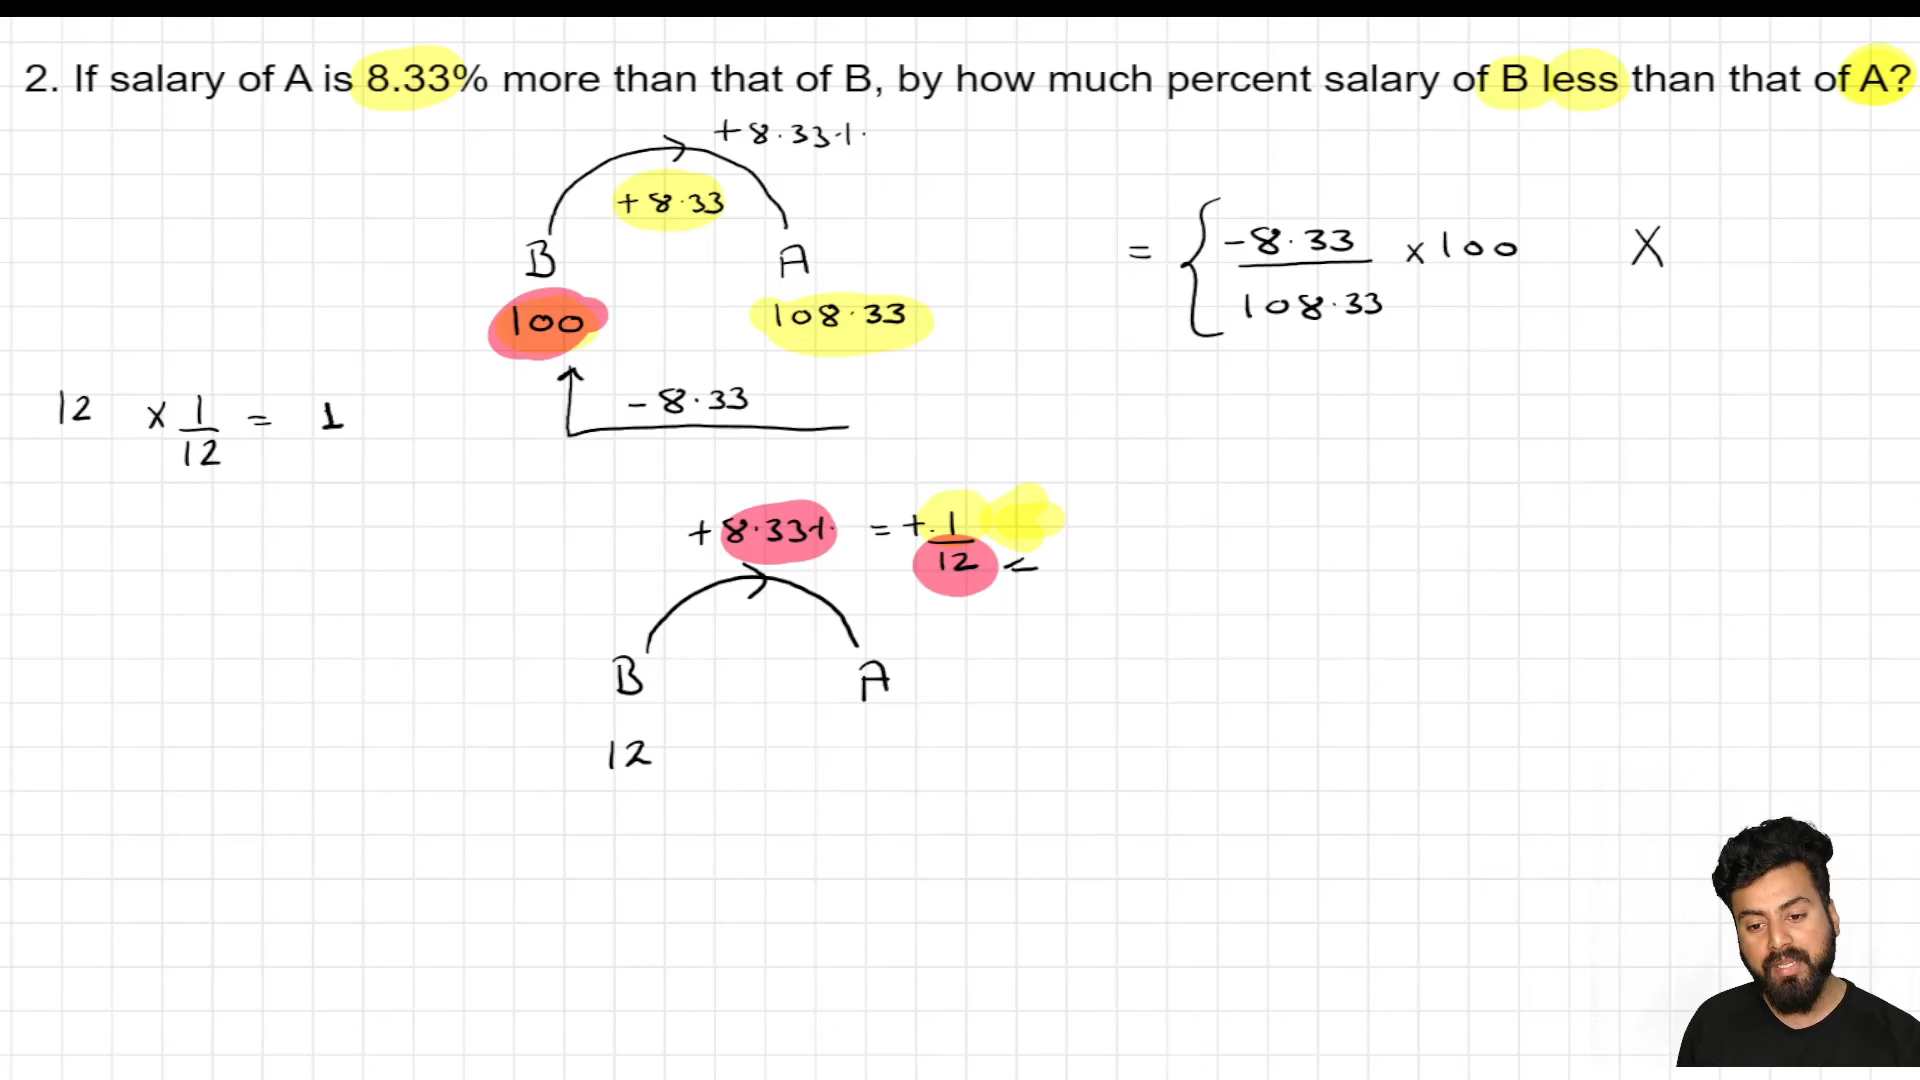 2. If salary of A is 8.33% more than that of B, by how much percent salary of B less than that of A?
+ 8.33%
+ 8.33
B A
100 108.33
- 8.33
= { -8.33 / 108.33 × 100 X
12 × 1/12 = 1
+ 8.33% = + 1/12
B A
12